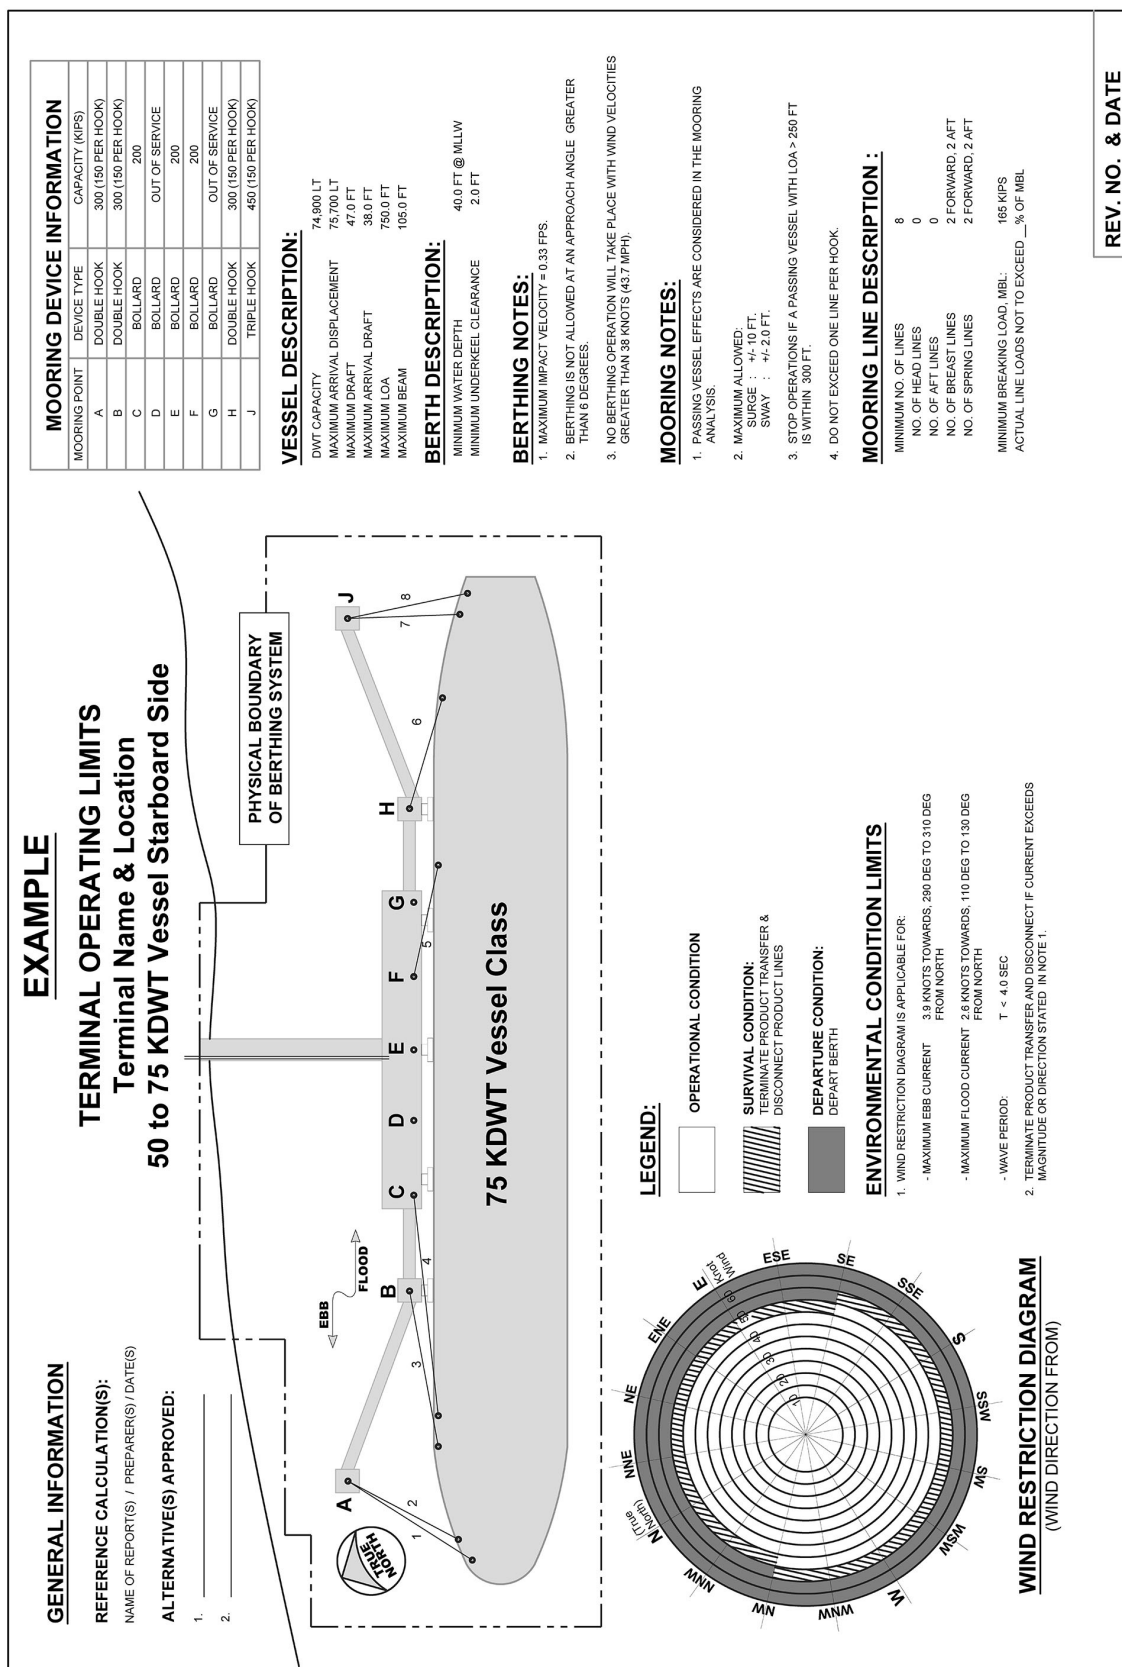 EXAMPLE
TERMINAL OPERATING LIMITS
Terminal Name & Location
50 to 75 KDWT Vessel Starboard Side
GENERAL INFORMATION
REFERENCE CALCULATION(S):
NAME OF REPORT(S) / PREPARER(S) / DATE(S)
ALTERNATIVE(S) APPROVED:
1.
2.
PHYSICAL BOUNDARY
OF BERTHING SYSTEM
TRUE
NORTH
EBB
FLOOD
A
B
C
D
E
F
G
H
J
1
2
3
4
5
6
7
8
75 KDWT Vessel Class
MOORING DEVICE INFORMATION
MOORING POINT DEVICE TYPE CAPACITY (KIPS)
A DOUBLE HOOK 300 (150 PER HOOK)
B DOUBLE HOOK 300 (150 PER HOOK)
C BOLLARD 200
D BOLLARD OUT OF SERVICE
E BOLLARD 200
F BOLLARD 200
G BOLLARD OUT OF SERVICE
H DOUBLE HOOK 300 (150 PER HOOK)
J TRIPLE HOOK 450 (150 PER HOOK)
VESSEL DESCRIPTION:
DWT CAPACITY 74,900 LT
MAXIMUM ARRIVAL DISPLACEMENT 75,700 LT
MAXIMUM DRAFT 47.0 FT
MAXIMUM ARRIVAL DRAFT 38.0 FT
MAXIMUM LOA 750.0 FT
MAXIMUM BEAM 105.0 FT
BERTH DESCRIPTION:
MINIMUM WATER DEPTH 40.0 FT @ MLLW
MINIMUM UNDERKEEL CLEARANCE 2.0 FT
BERTHING NOTES:
1. MAXIMUM IMPACT VELOCITY = 0.33 FPS.
2. BERTHING IS NOT ALLOWED AT AN APPROACH ANGLE GREATER
THAN 6 DEGREES.
3. NO BERTHING OPERATION WILL TAKE PLACE WITH WIND VELOCITIES
GREATER THAN 38 KNOTS (43.7 MPH).
MOORING NOTES:
1. PASSING VESSEL EFFECTS ARE CONSIDERED IN THE MOORING
ANALYSIS.
2. MAXIMUM ALLOWED:
SURGE : +/- 10 FT.
SWAY : +/- 2.0 FT.
3. STOP OPERATIONS IF A PASSING VESSEL WITH LOA > 250 FT
IS WITHIN 300 FT.
4. DO NOT EXCEED ONE LINE PER HOOK.
MOORING LINE DESCRIPTION :
MINIMUM NO. OF LINES 8
NO. OF HEAD LINES 0
NO. OF AFT LINES 0
NO. OF BREAST LINES 2 FORWARD, 2 AFT
NO. OF SPRING LINES 2 FORWARD, 2 AFT
MINIMUM BREAKING LOAD, MBL: 165 KIPS
ACTUAL LINE LOADS NOT TO EXCEED __% OF MBL
REV. NO. & DATE
LEGEND:
OPERATIONAL CONDITION
SURVIVAL CONDITION:
TERMINATE PRODUCT TRANSFER &
DISCONNECT PRODUCT LINES
DEPARTURE CONDITION:
DEPART BERTH
ENVIRONMENTAL CONDITION LIMITS
1. WIND RESTRICTION DIAGRAM IS APPLICABLE FOR:
- MAXIMUM EBB CURRENT 3.9 KNOTS TOWARDS, 290 DEG TO 310 DEG
FROM NORTH
- MAXIMUM FLOOD CURRENT 2.6 KNOTS TOWARDS, 110 DEG TO 130 DEG
FROM NORTH
- WAVE PERIOD: T < 4.0 SEC
2. TERMINATE PRODUCT TRANSFER AND DISCONNECT IF CURRENT EXCEEDS
MAGNITUDE OR DIRECTION STATED IN NOTE 1.
N
(True
North)
NNE
NE
ENE
E
ESE
SE
SSE
S
SSW
SW
WSW
W
WNW
NW
NNW
10
20
30
40
50
60 Knot
Wind
WIND RESTRICTION DIAGRAM
(WIND DIRECTION FROM)